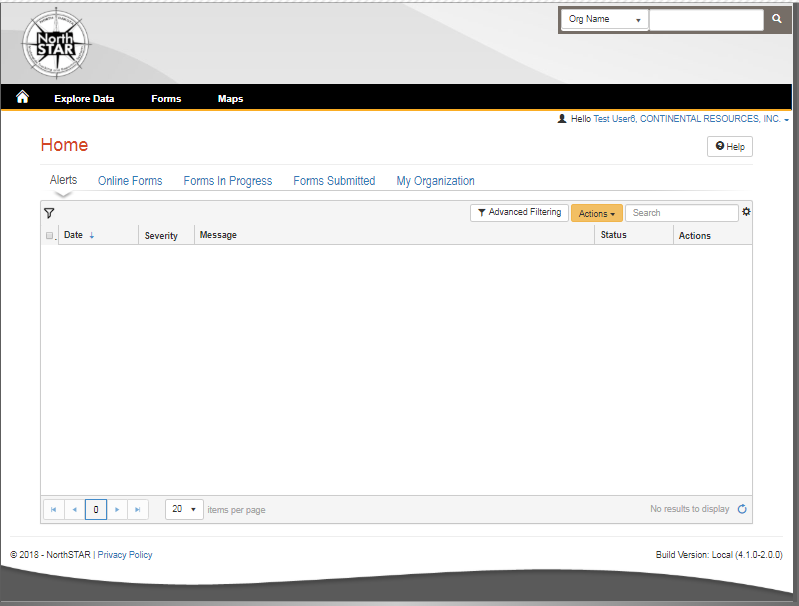 North
STAR
Org Name
Explore Data Forms Maps
Hello Test User6, CONTINENTAL RESOURCES, INC.
Home
Help
Alerts Online Forms Forms In Progress Forms Submitted My Organization
Advanced Filtering Actions Search
Date Severity Message Status Actions
0 20 items per page No results to display
© 2018 - NorthSTAR | Privacy Policy Build Version: Local (4.1.0-2.0.0)